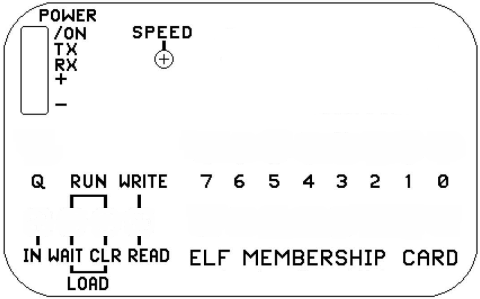 POWER
/ON
TX
RX
+
−
SPEED
Q RUN WRITE 7 6 5 4 3 2 1 0
IN WAIT CLR READ ELF MEMBERSHIP CARD
LOAD